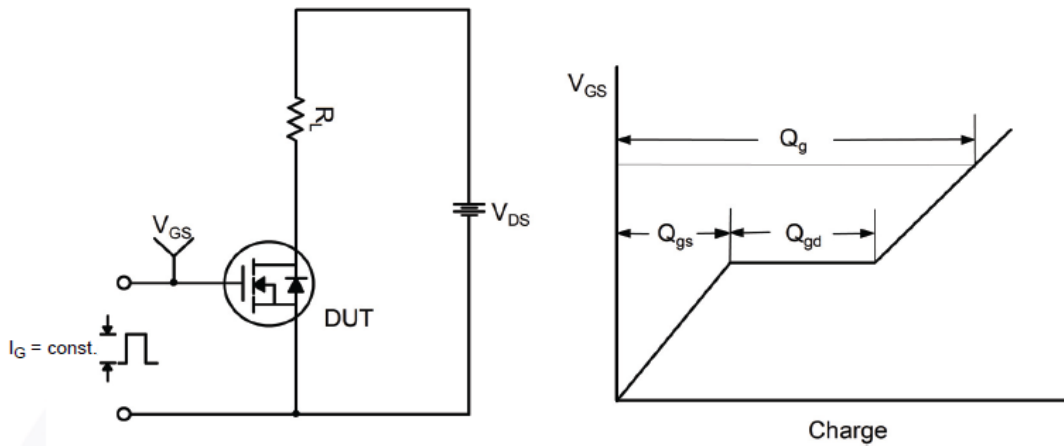 R_L
V_DS
V_GS
DUT
I_G = const.
V_GS
Q_g
Q_gs
Q_gd
Charge